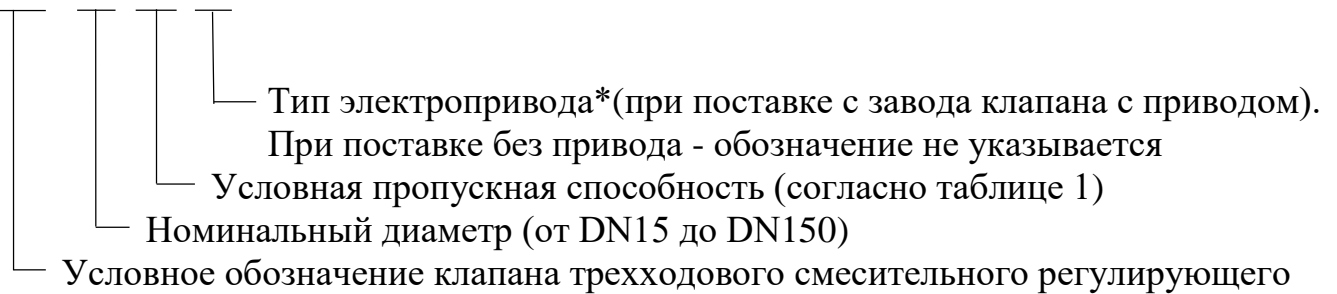 Тип электропривода*(при поставке с завода клапана с приводом).
При поставке без привода - обозначение не указывается
Условная пропускная способность (согласно таблице 1)
Номинальный диаметр (от DN15 до DN150)
Условное обозначение клапана трехходового смесительного регулирующего